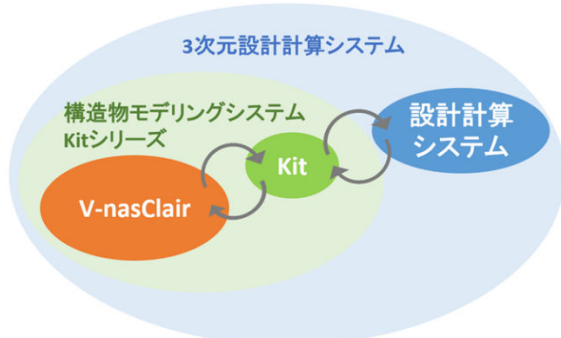 3次元設計計算システム
構造物モデリングシステム
Kitシリーズ
設計計算
システム
Kit
V-nasClair